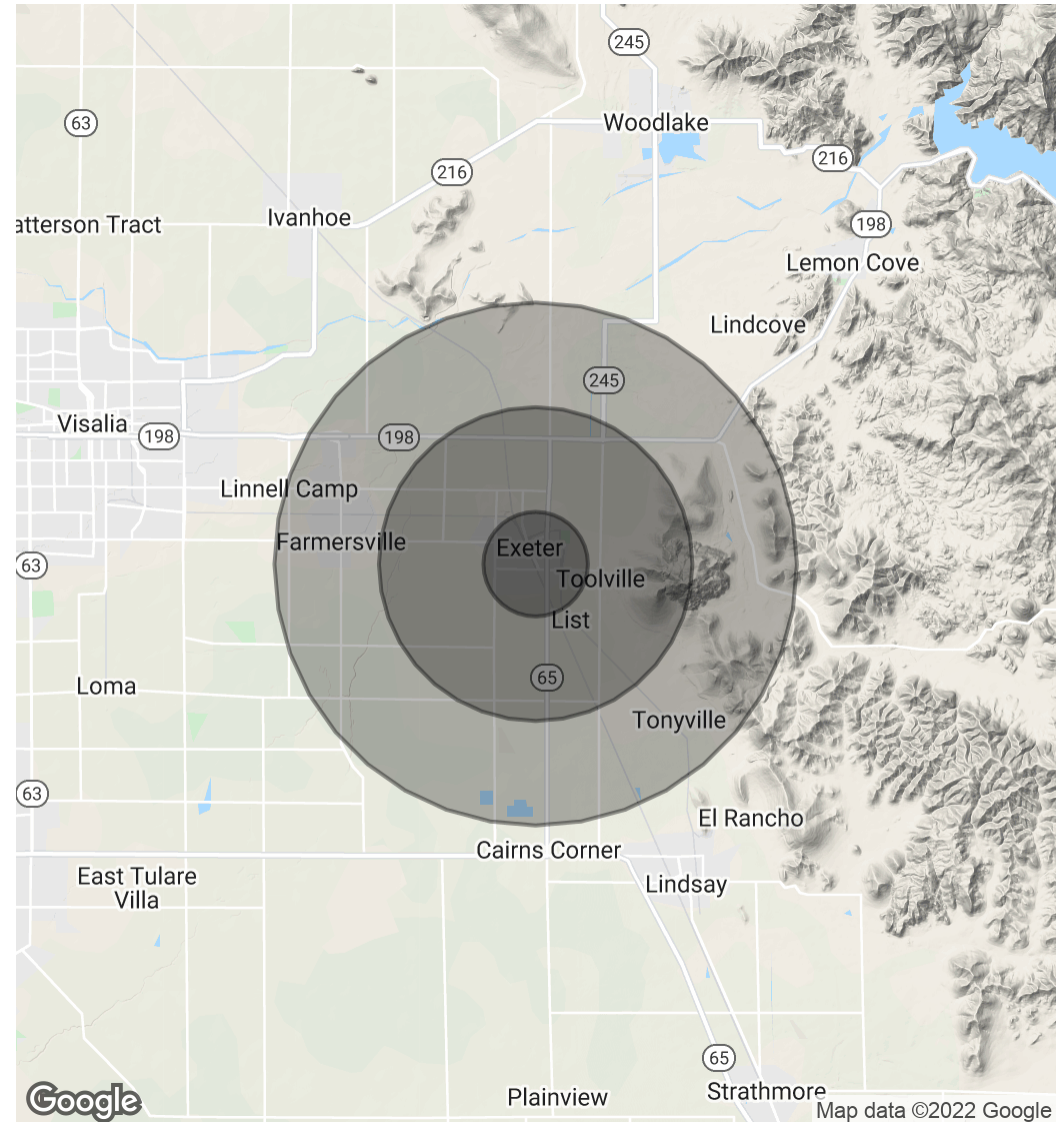 245
63
Woodlake
216
216
Ivanhoe
atterson Tract
198
Lemon Cove
Lindcove
245
Visalia
198
198
Linnell Camp
Farmersville
Exeter
63
Toolville
List
65
Loma
Tonyville
63
El Rancho
Cairns Corner
East Tulare
Villa
Lindsay
65
Strathmore
Plainview
Google
Map data ©2022 Google